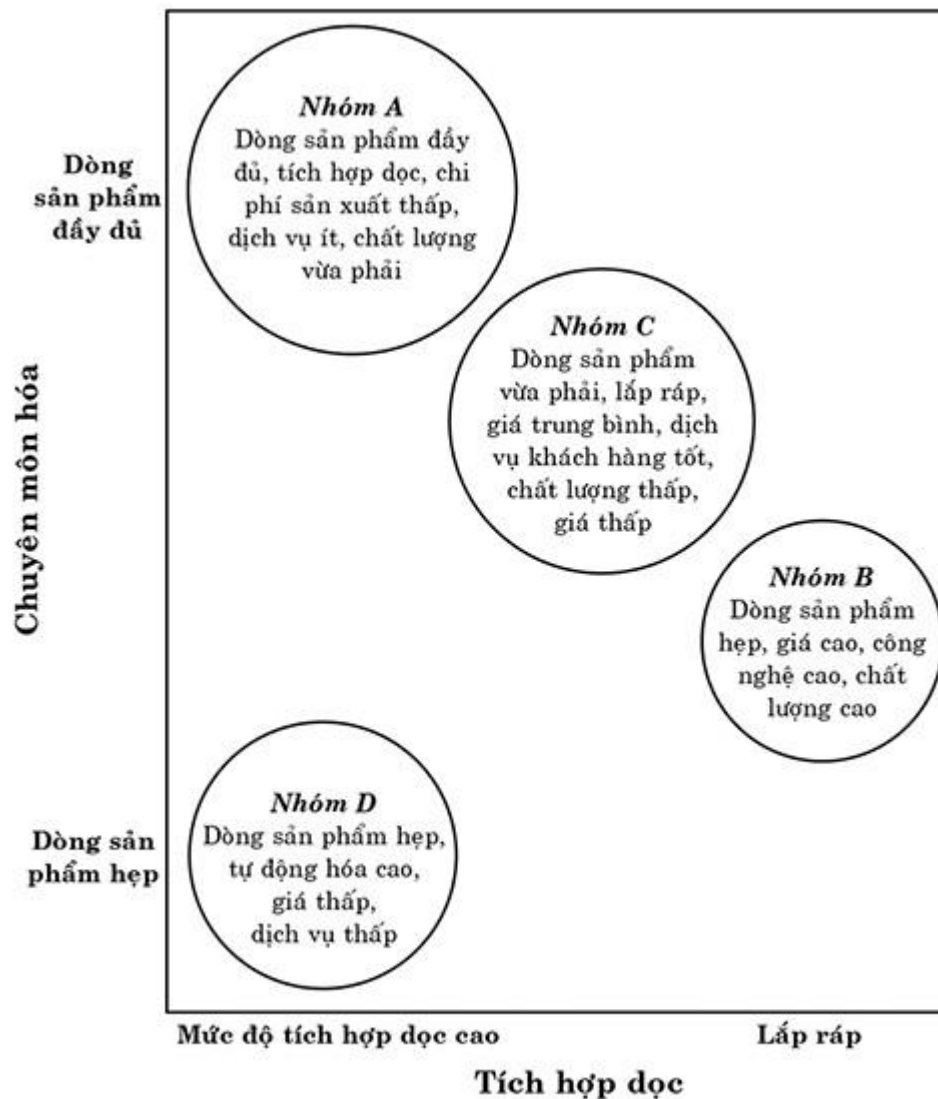 Nhóm A
Dòng sản phẩm đầy
đủ, tích hợp dọc, chi
phí sản xuất thấp,
dịch vụ ít, chất lượng
vừa phải
Dòng
sản phẩm
đầy đủ
Nhóm C
Dòng sản phẩm
vừa phải, lắp ráp,
giá trung bình, dịch
vụ khách hàng tốt,
chất lượng thấp,
giá thấp
Chuyên môn hóa
Nhóm B
Dòng sản phẩm
hẹp, giá cao, công
nghệ cao, chất
lượng cao
Nhóm D
Dòng sản phẩm hẹp,
tự động hóa cao,
giá thấp,
dịch vụ thấp
Dòng sản
phẩm hẹp
Mức độ tích hợp dọc cao
Lắp ráp
Tích hợp dọc